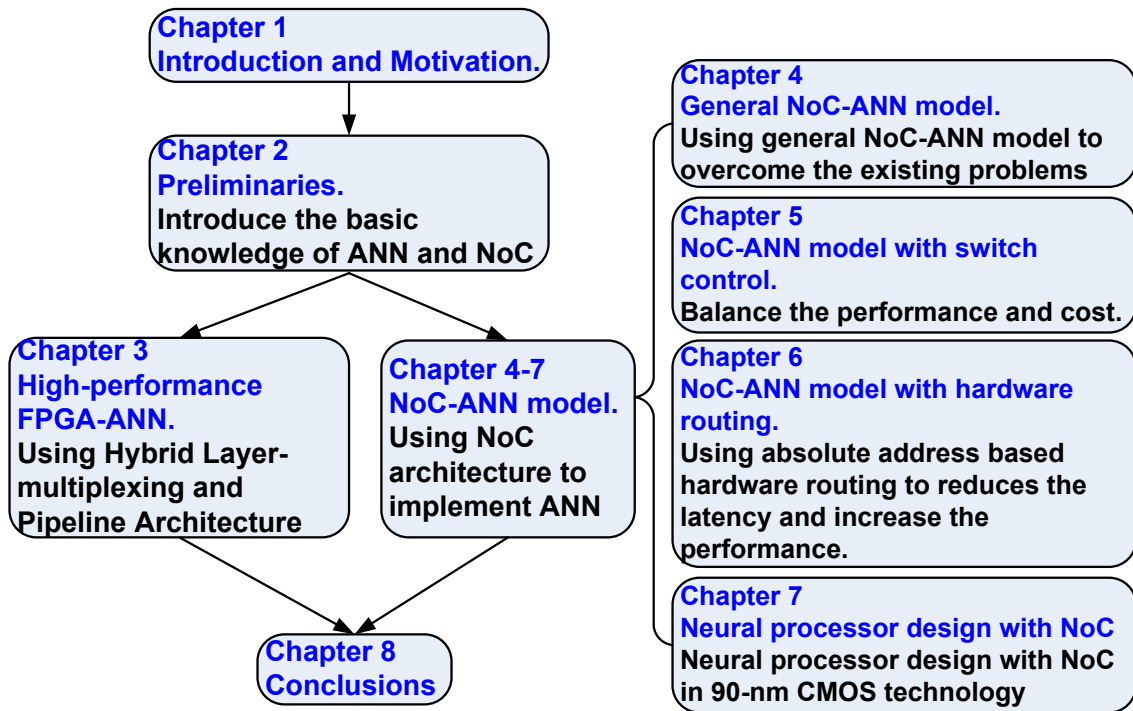 Chapter 1
Introduction and Motivation.
Chapter 2
Preliminaries.
Introduce the basic
knowledge of ANN and NoC
Chapter 3
High-performance
FPGA-ANN.
Using Hybrid Layer-
multiplexing and
Pipeline Architecture
Chapter 4-7
NoC-ANN model.
Using NoC
architecture to
implement ANN
Chapter 8
Conclusions
Chapter 4
General NoC-ANN model.
Using general NoC-ANN model to
overcome the existing problems
Chapter 5
NoC-ANN model with switch
control.
Balance the performance and cost.
Chapter 6
NoC-ANN model with hardware
routing.
Using absolute address based
hardware routing to reduces the
latency and increase the
performance.
Chapter 7
Neural processor design with NoC
Neural processor design with NoC
in 90-nm CMOS technology